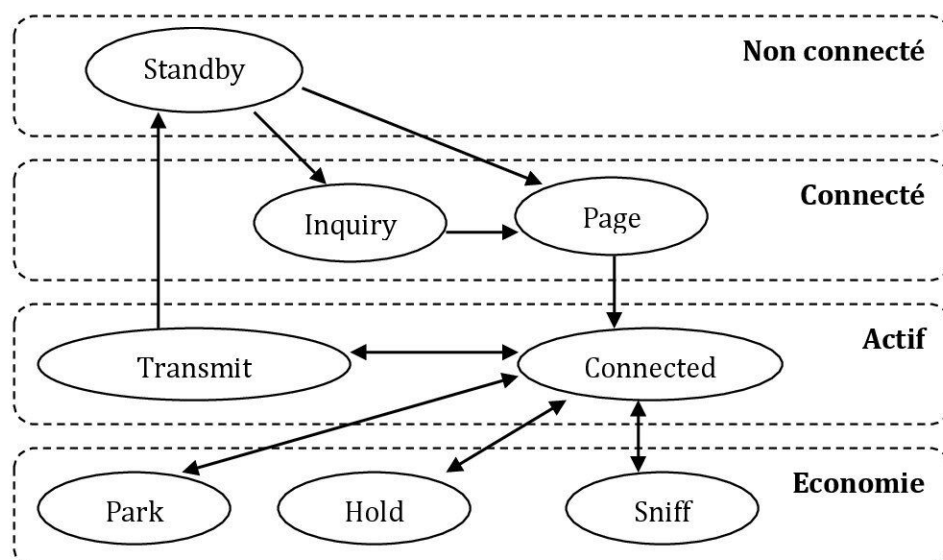 Non connecté
Standby
Connecté
Inquiry
Page
Actif
Transmit
Connected
Economie
Park
Hold
Sniff